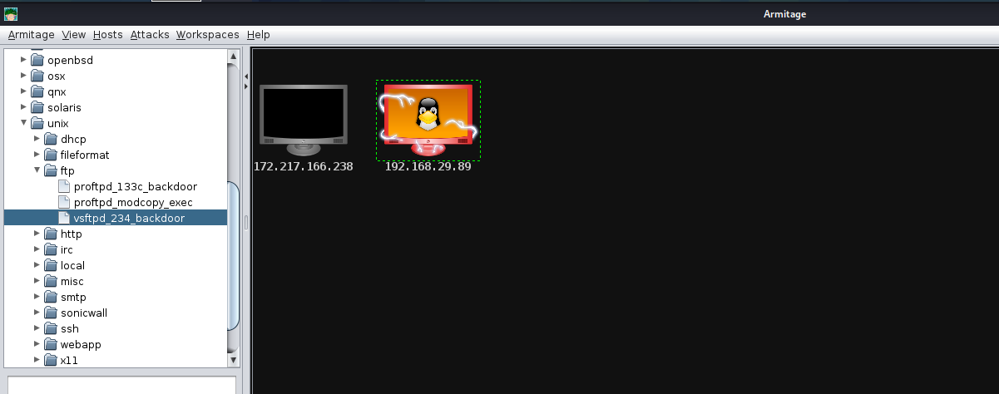 Armitage
Armitage View Hosts Attacks Workspaces Help
openbsd
osx
qnx
solaris
unix
dhcp
fileformat
ftp
proftpd_133c_backdoor
proftpd_modcopy_exec
vsftpd_234_backdoor
http
irc
local
misc
smtp
sonicwall
ssh
webapp
x11
172.217.166.238
192.168.29.89